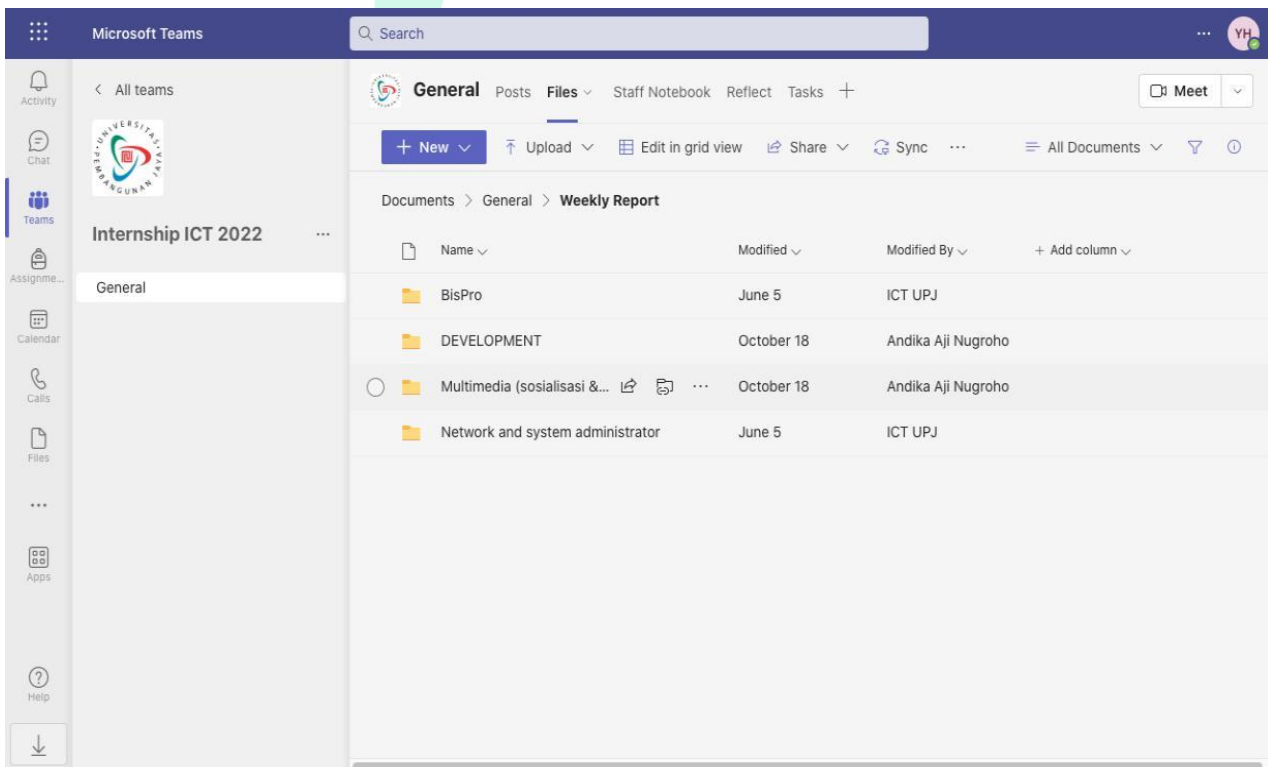 Microsoft Teams
Search
YH
Activity
Chat
Teams
Assignme...
Calendar
Calls
Files
Apps
Help
All teams
UNIVERSITAS PEMBANGUNAN JAYA
Internship ICT 2022
General
General Posts Files Staff Notebook Reflect Tasks
Meet
New Upload Edit in grid view Share Sync ... All Documents
Documents > General > Weekly Report
Name Modified Modified By + Add column
BisPro June 5 ICT UPJ
DEVELOPMENT October 18 Andika Aji Nugroho
Multimedia (sosialisasi &... October 18 Andika Aji Nugroho
Network and system administrator June 5 ICT UPJ